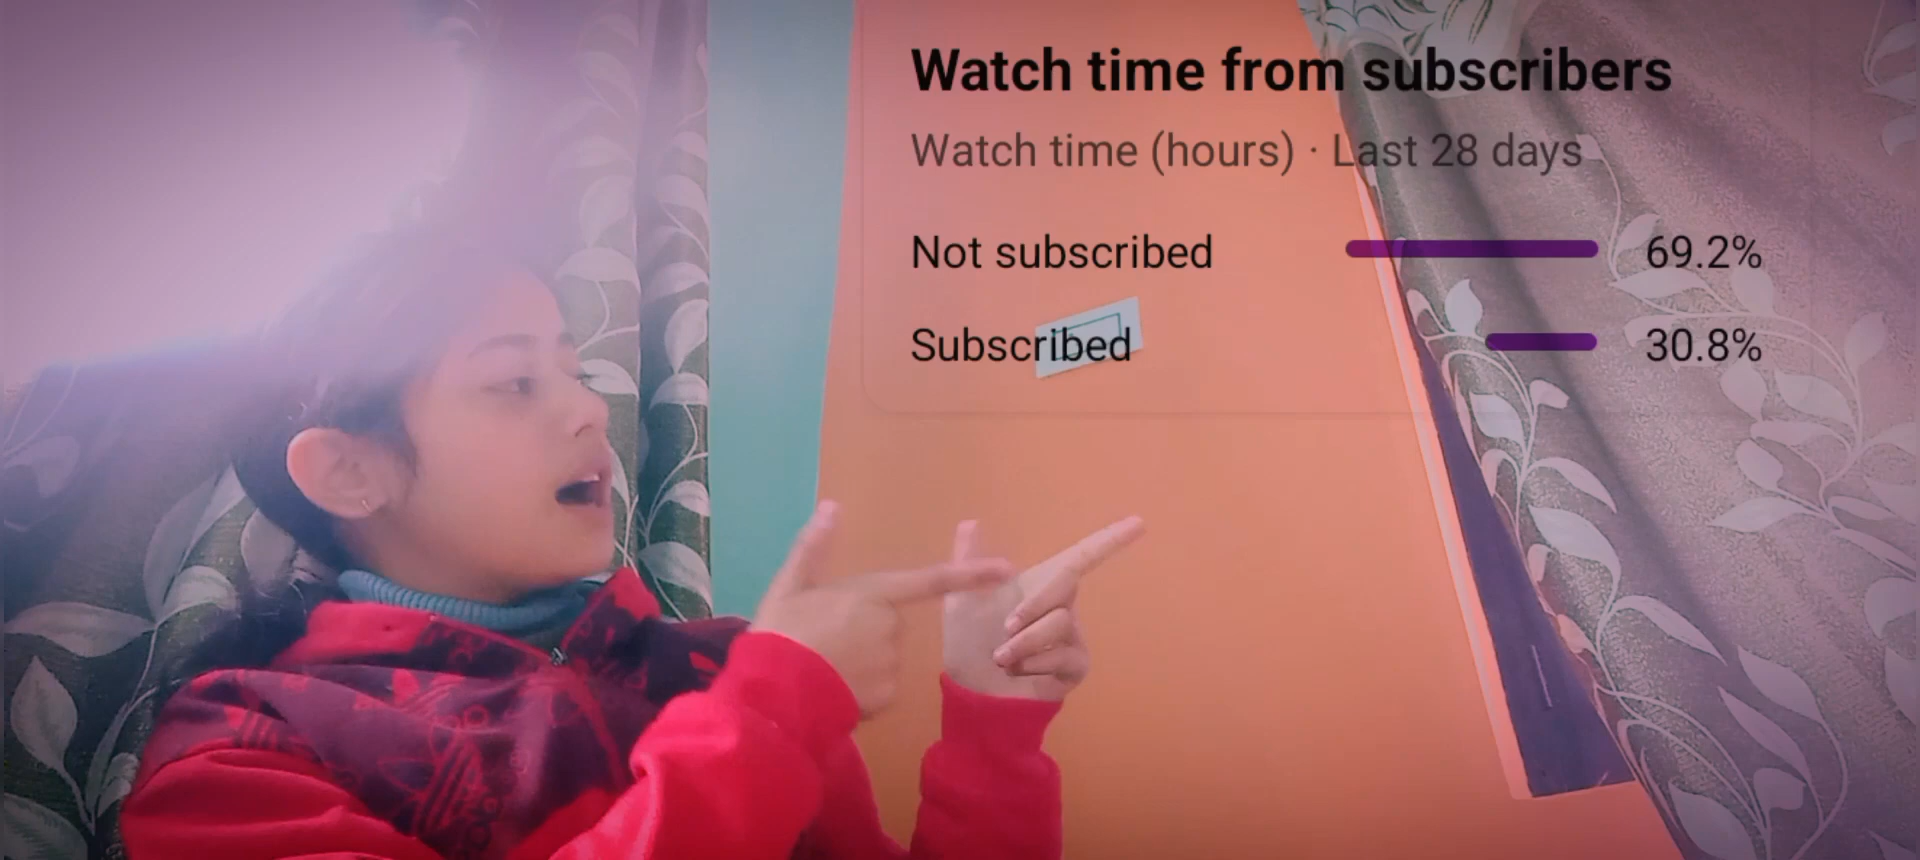 Watch time from subscribers
Watch time (hours) · Last 28 days
Not subscribed 69.2%
Subscribed 30.8%